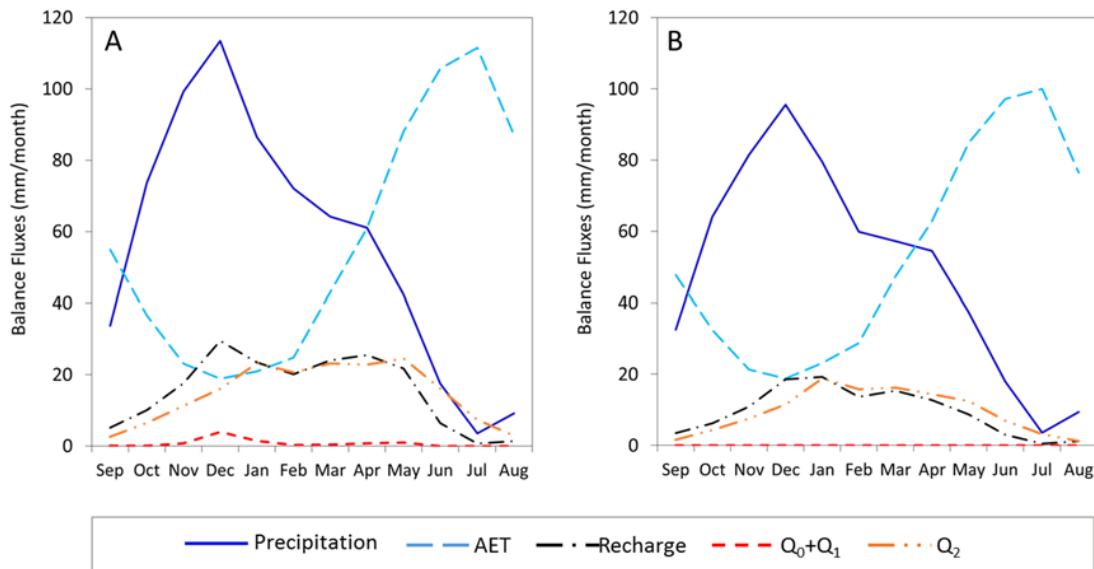 A
Balance Fluxes (mm/month)
120
100
80
60
40
20
0
Sep Oct Nov Dec Jan Feb Mar Apr May Jun Jul Aug
B
Balance Fluxes (mm/month)
120
100
80
60
40
20
0
Sep Oct Nov Dec Jan Feb Mar Apr May Jun Jul Aug
Precipitation AET Recharge Q₀+Q₁ Q₂